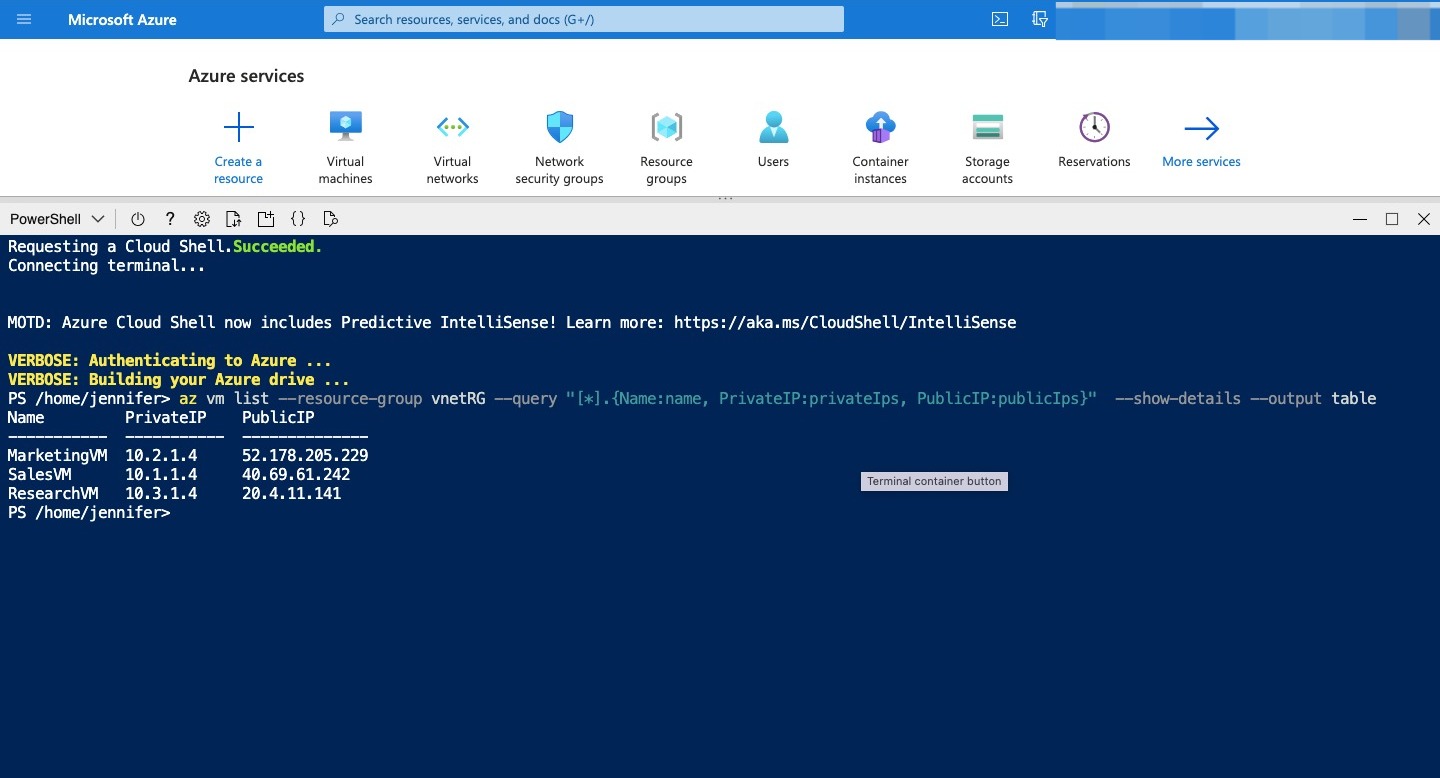 Microsoft Azure
Search resources, services, and docs (G+/)
Azure services
Create a
resource
Virtual
machines
Virtual
networks
Network
security groups
Resource
groups
Users
Container
instances
Storage
accounts
Reservations
More services
PowerShell
Requesting a Cloud Shell.Succeeded.
Connecting terminal...
MOTD: Azure Cloud Shell now includes Predictive IntelliSense! Learn more: https://aka.ms/CloudShell/IntelliSense
VERBOSE: Authenticating to Azure ...
VERBOSE: Building your Azure drive ...
PS /home/jennifer> az vm list --resource-group vnetRG --query "[*].{Name:name, PrivateIP:privateIps, PublicIP:publicIps}"  --show-details --output table
Name         PrivateIP    PublicIP
-----------  -----------  --------------
MarketingVM  10.2.1.4     52.178.205.229
SalesVM      10.1.1.4     40.69.61.242
ResearchVM   10.3.1.4     20.4.11.141
PS /home/jennifer>
Terminal container button